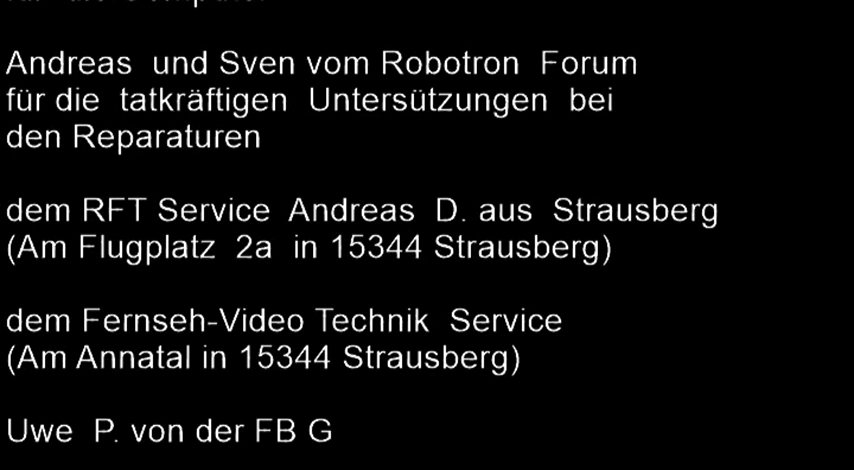 Andreas und Sven vom Robotron Forum
für die tatkräftigen Untersützungen bei
den Reparaturen
dem RFT Service Andreas D. aus Strausberg
(Am Flugplatz 2a in 15344 Strausberg)
dem Fernseh-Video Technik Service
(Am Annatal in 15344 Strausberg)
Uwe P. von der FB G